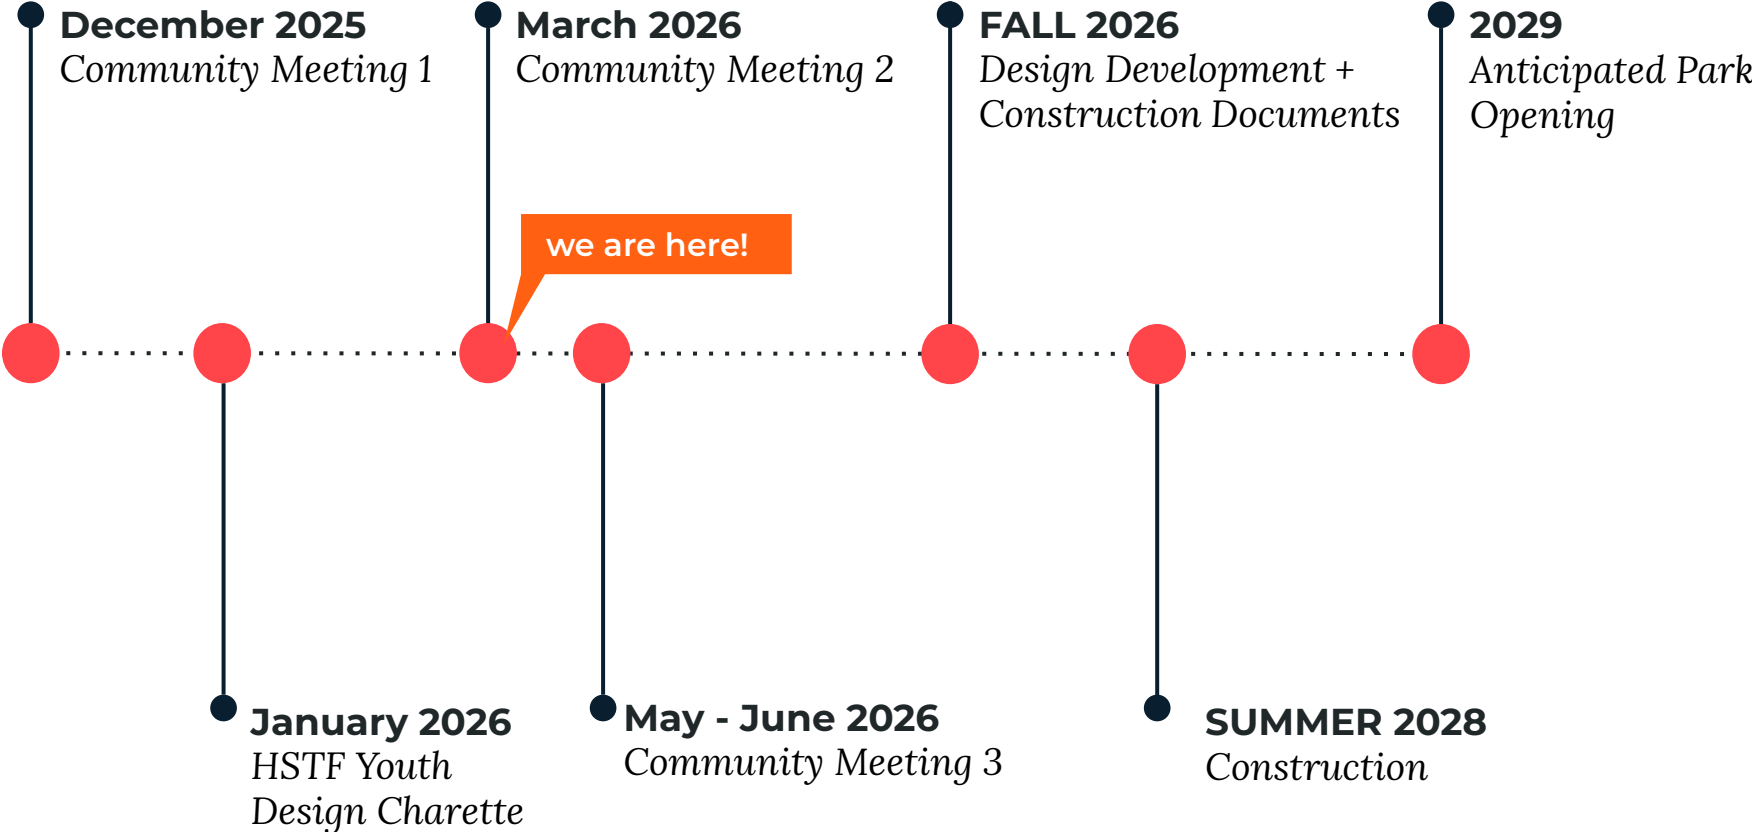 December 2025
Community Meeting 1
March 2026
Community Meeting 2
FALL 2026
Design Development +
Construction Documents
2029
Anticipated Park
Opening
we are here!
January 2026
HSTF Youth
Design Charette
May - June 2026
Community Meeting 3
SUMMER 2028
Construction